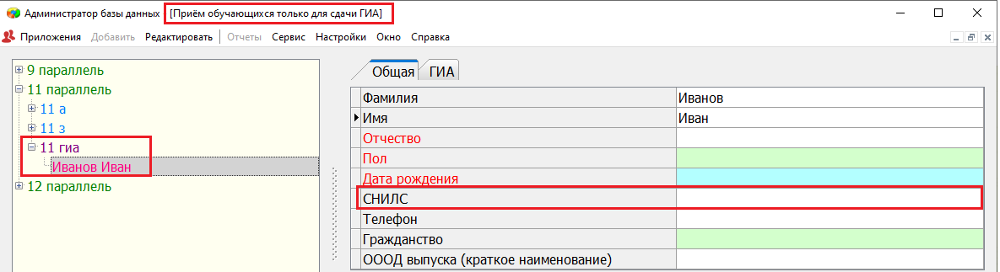 Администратор базы данных [Приём обучающихся только для сдачи ГИА]
Приложения Добавить Редактировать Отчеты Сервис Настройки Окно Справка
9 параллель
11 параллель
11 а
11 з
11 гиа
Иванов Иван
12 параллель
Общая ГИА
Фамилия Иванов
Имя Иван
Отчество
Пол
Дата рождения
СНИЛС
Телефон
Гражданство
ОООД выпуска (краткое наименование)